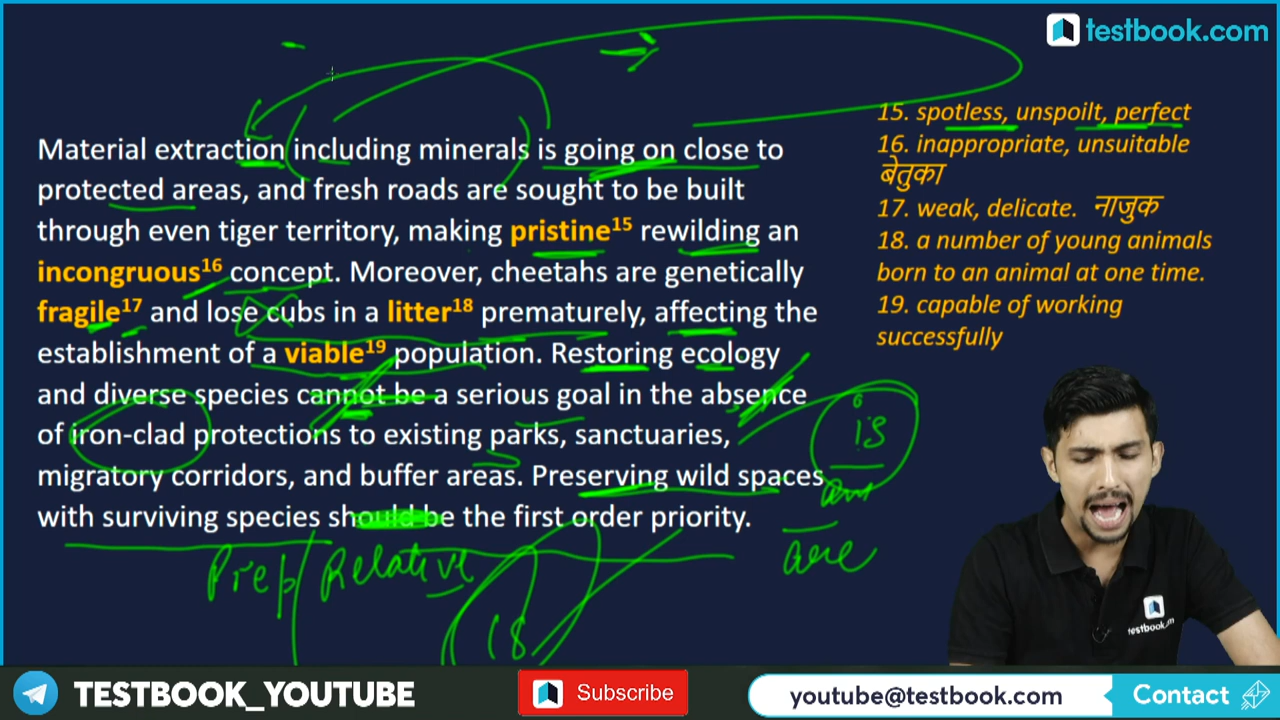 testbook.com
Material extraction including minerals is going on close to
protected areas, and fresh roads are sought to be built
through even tiger territory, making pristine15 rewilding an
incongruous16 concept. Moreover, cheetahs are genetically
fragile17 and lose cubs in a litter18 prematurely, affecting the
establishment of a viable19 population. Restoring ecology
and diverse species cannot be a serious goal in the absence
of iron-clad protections to existing parks, sanctuaries,
migratory corridors, and buffer areas. Preserving wild spaces
with surviving species should be the first order priority.
15. spotless, unspoilt, perfect
16. inappropriate, unsuitable
बेतुका
17. weak, delicate. नाजुक
18. a number of young animals
born to an animal at one time.
19. capable of working
successfully
is
am
are
Prep/Relative
18
testbook
TESTBOOK_YOUTUBE
Subscribe
youtube@testbook.com
Contact